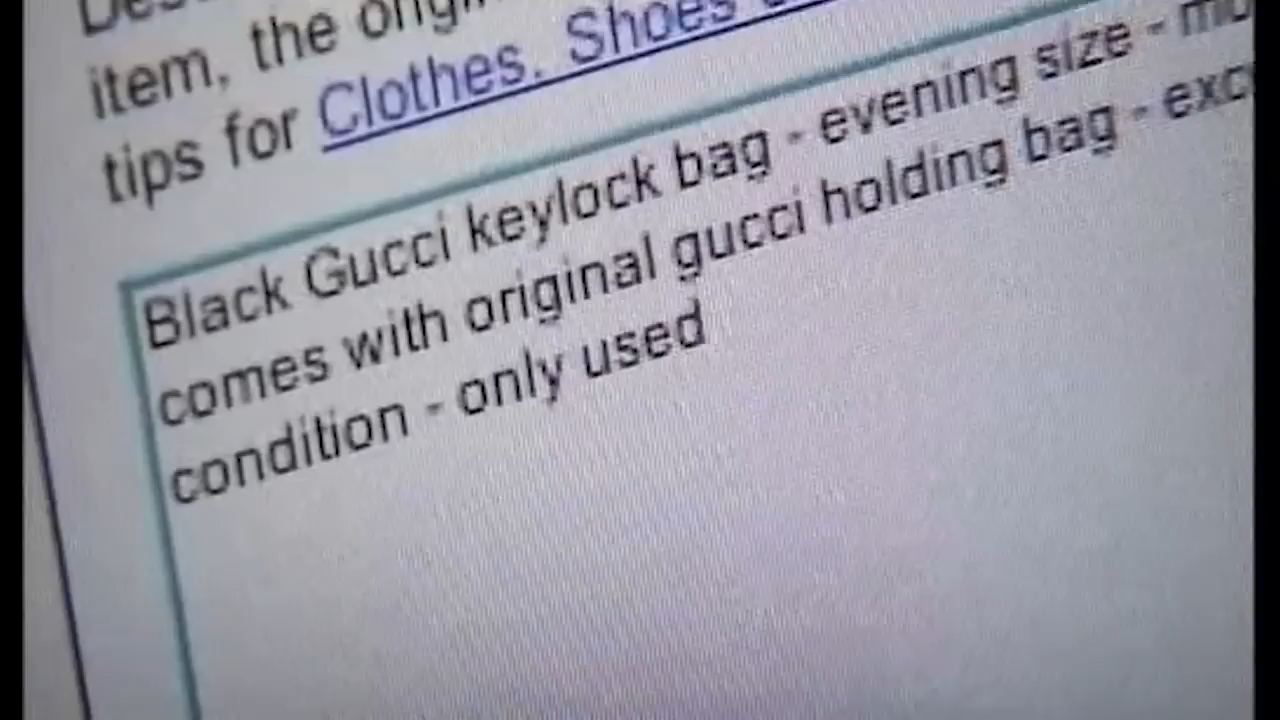 item, the
tips for Clothes, Shoes
Black Gucci keylock bag - evening size -
comes with original gucci holding bag -
condition - only used